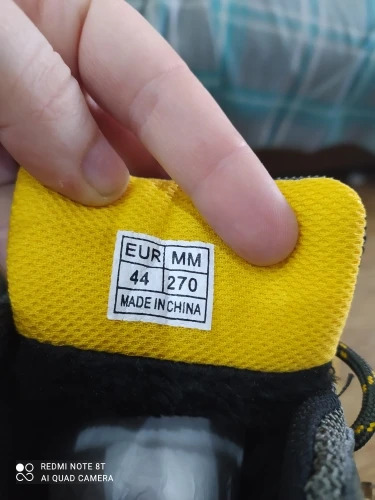 EUR MM
44 270
MADE IN CHINA
REDMI NOTE 8T
AI QUAD CAMERA